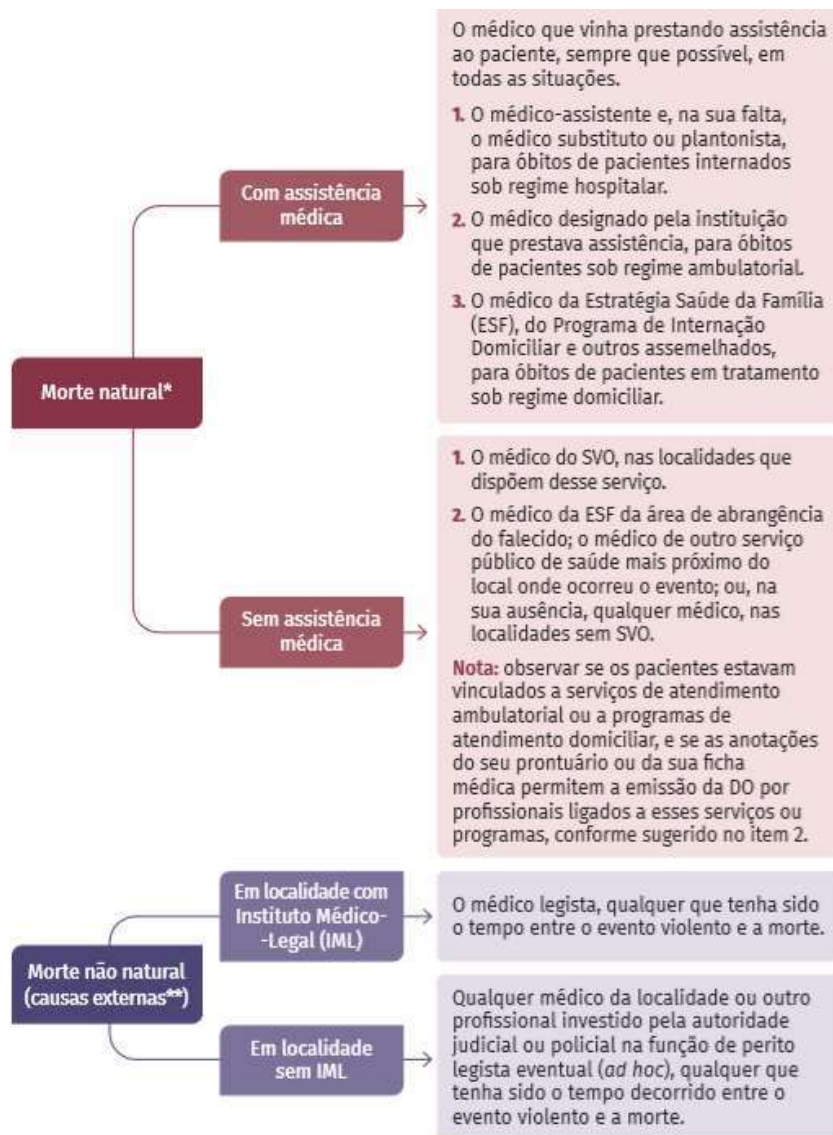 Morte natural*
Com assistência
médica
O médico que vinha prestando assistência
ao paciente, sempre que possível, em
todas as situações.
1. O médico-assistente e, na sua falta,
o médico substituto ou plantonista,
para óbitos de pacientes internados
sob regime hospitalar.
2. O médico designado pela instituição
que prestava assistência, para óbitos
de pacientes sob regime ambulatorial.
3. O médico da Estratégia Saúde da Família
(ESF), do Programa de Internação
Domiciliar e outros assemelhados,
para óbitos de pacientes em tratamento
sob regime domiciliar.
Sem assistência
médica
1. O médico do SVO, nas localidades que
dispõem desse serviço.
2. O médico da ESF da área de abrangência
do falecido; o médico de outro serviço
público de saúde mais próximo do
local onde ocorreu o evento; ou, na
sua ausência, qualquer médico, nas
localidades sem SVO.
Nota: observar se os pacientes estavam
vinculados a serviços de atendimento
ambulatorial ou a programas de
atendimento domiciliar, e se as anotações
do seu prontuário ou da sua ficha
médica permitem a emissão da DO por
profissionais ligados a esses serviços ou
programas, conforme sugerido no item 2.
Morte não natural
(causas externas**)
Em localidade com
Instituto Médico-
-Legal (IML)
O médico legista, qualquer que tenha sido
o tempo entre o evento violento e a morte.
Em localidade
sem IML
Qualquer médico da localidade ou outro
profissional investido pela autoridade
judicial ou policial na função de perito
legista eventual (ad hoc), qualquer que
tenha sido o tempo decorrido entre o
evento violento e a morte.